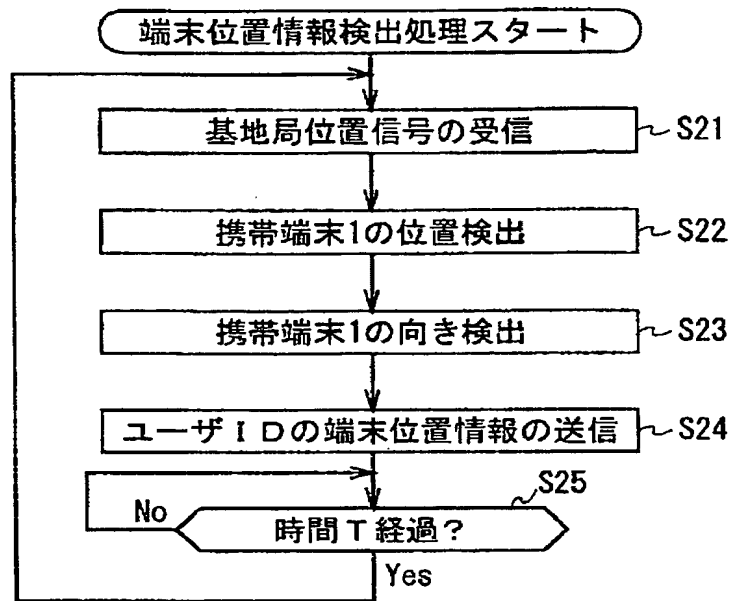 端末位置情報検出処理スタート
基地局位置信号の受信 S21
携帯端末1の位置検出 S22
携帯端末1の向き検出 S23
ユーザIDの端末位置情報の送信 S24
S25
No 時間T経過?
Yes